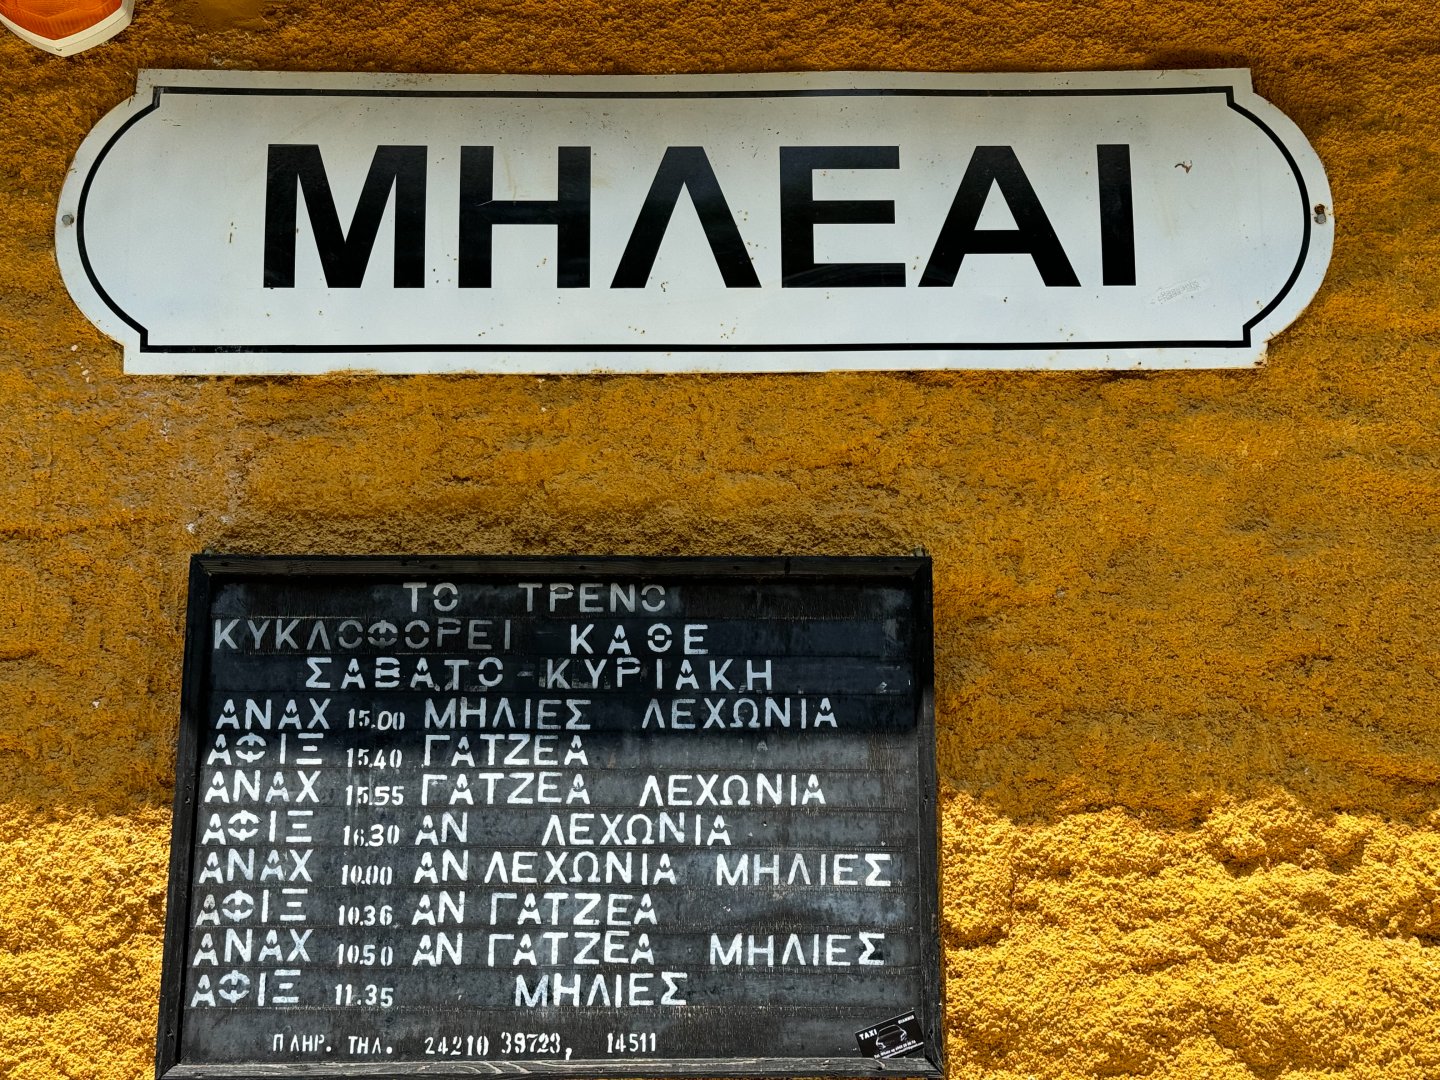 ΜΗΛΕΑΙ
ΤΟ ΤΡΕΝΟ
ΚΥΚΛΟΦΟΡΕΙ ΚΑΘΕ
ΣΑΒΑΤΟ-ΚΥΡΙΑΚΗ
ΑΝΑΧ 15.00 ΜΗΛΙΕΣ ΛΕΧΩΝΙΑ
ΑΦΙΞ 15.40 ΓΑΤΖΕΑ
ΑΝΑΧ 15.55 ΓΑΤΖΕΑ ΛΕΧΩΝΙΑ
ΑΦΙΞ 16.30 ΑΝ ΛΕΧΩΝΙΑ
ΑΝΑΧ 10.00 ΑΝ ΛΕΧΩΝΙΑ ΜΗΛΙΕΣ
ΑΦΙΞ 10.36 ΑΝ ΓΑΤΖΕΑ
ΑΝΑΧ 10.50 ΑΝ ΓΑΤΖΕΑ ΜΗΛΙΕΣ
ΑΦΙΞ 11.35 ΜΗΛΙΕΣ
ΠΛΗΡ. ΤΗΛ. 24210 39723, 14511
TAXI